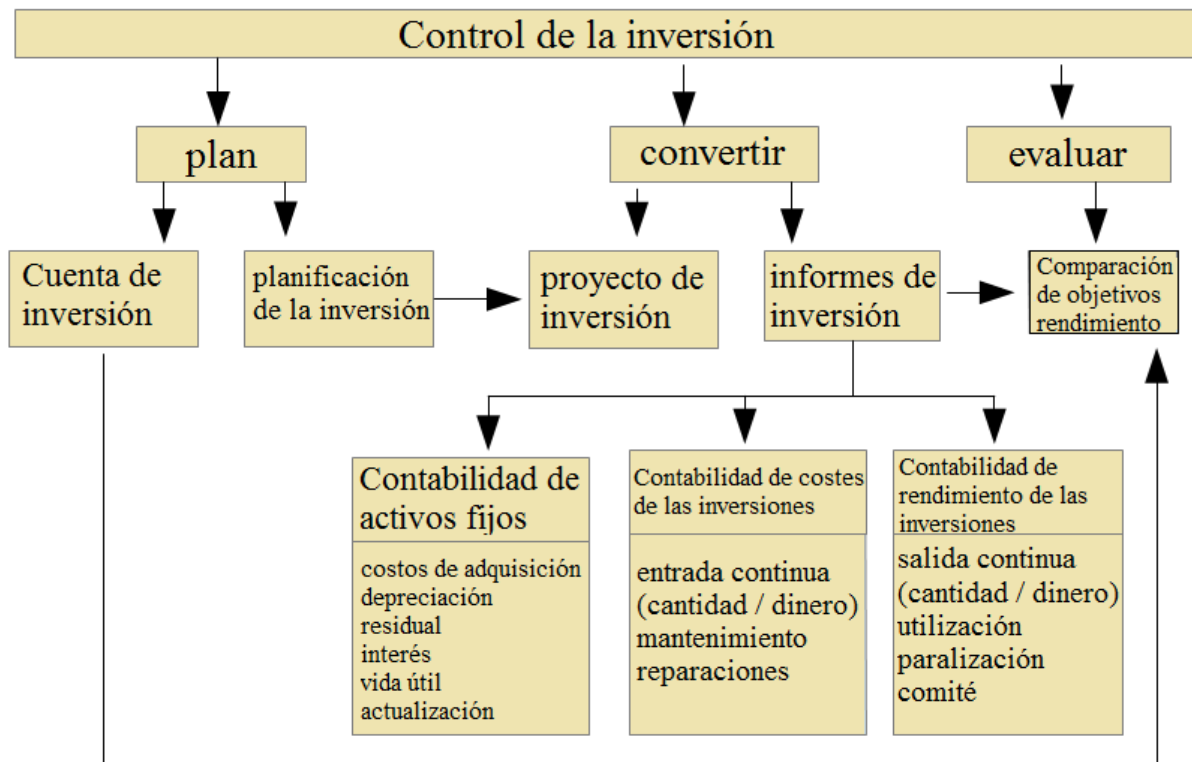 Control de la inversión
plan
convertir
evaluar
Cuenta de
inversión
planificación
de la inversión
proyecto de
inversión
informes de
inversión
Comparación
de objetivos
rendimiento
Contabilidad de
activos fijos
costos de adquisición
depreciación
residual
interés
vida útil
actualización
Contabilidad de costes
de las inversiones
entrada continua
(cantidad / dinero)
mantenimiento
reparaciones
Contabilidad de
rendimiento de las
inversiones
salida continua
(cantidad / dinero)
utilización
paralización
comité